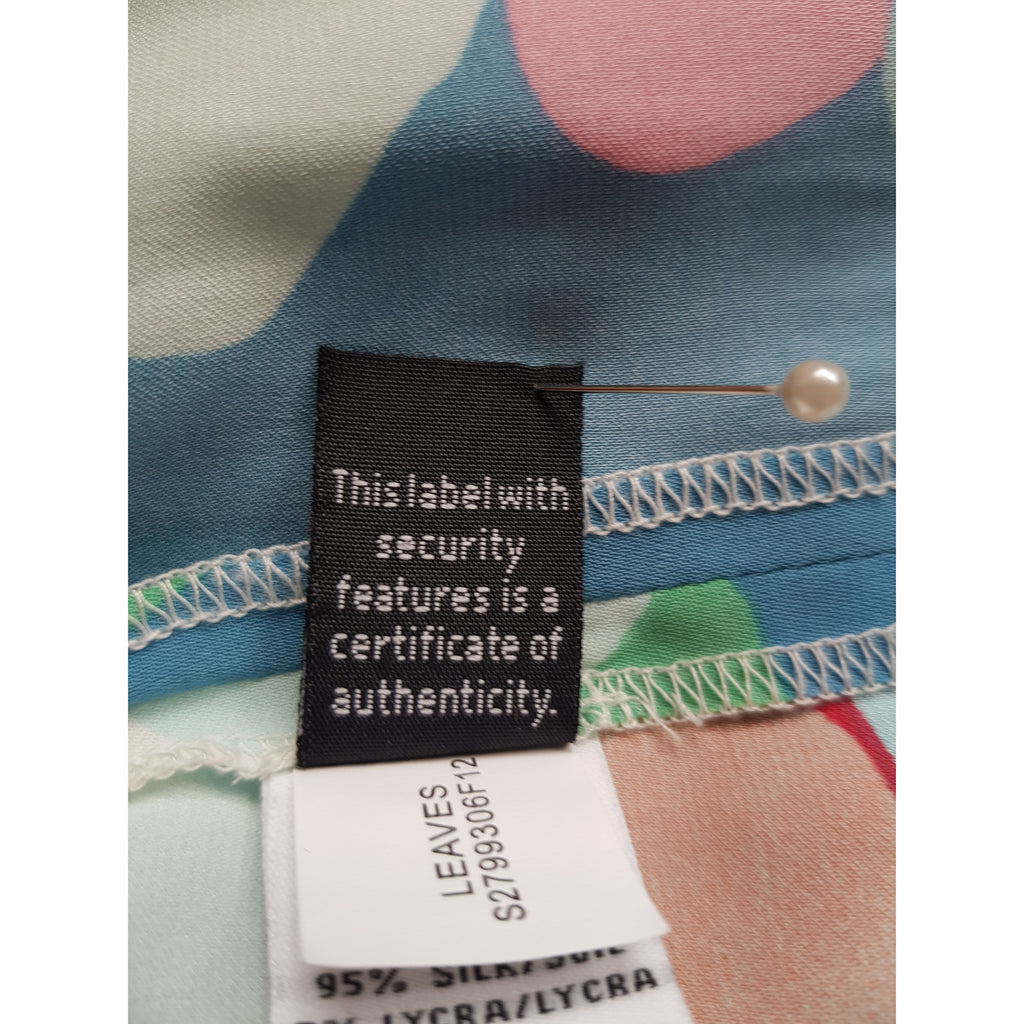 This label with
security
features is a
certificate of
authenticity.
LEAVES
S2799306F12
95% SILK/SOIE
% LYCRA/LYCRA